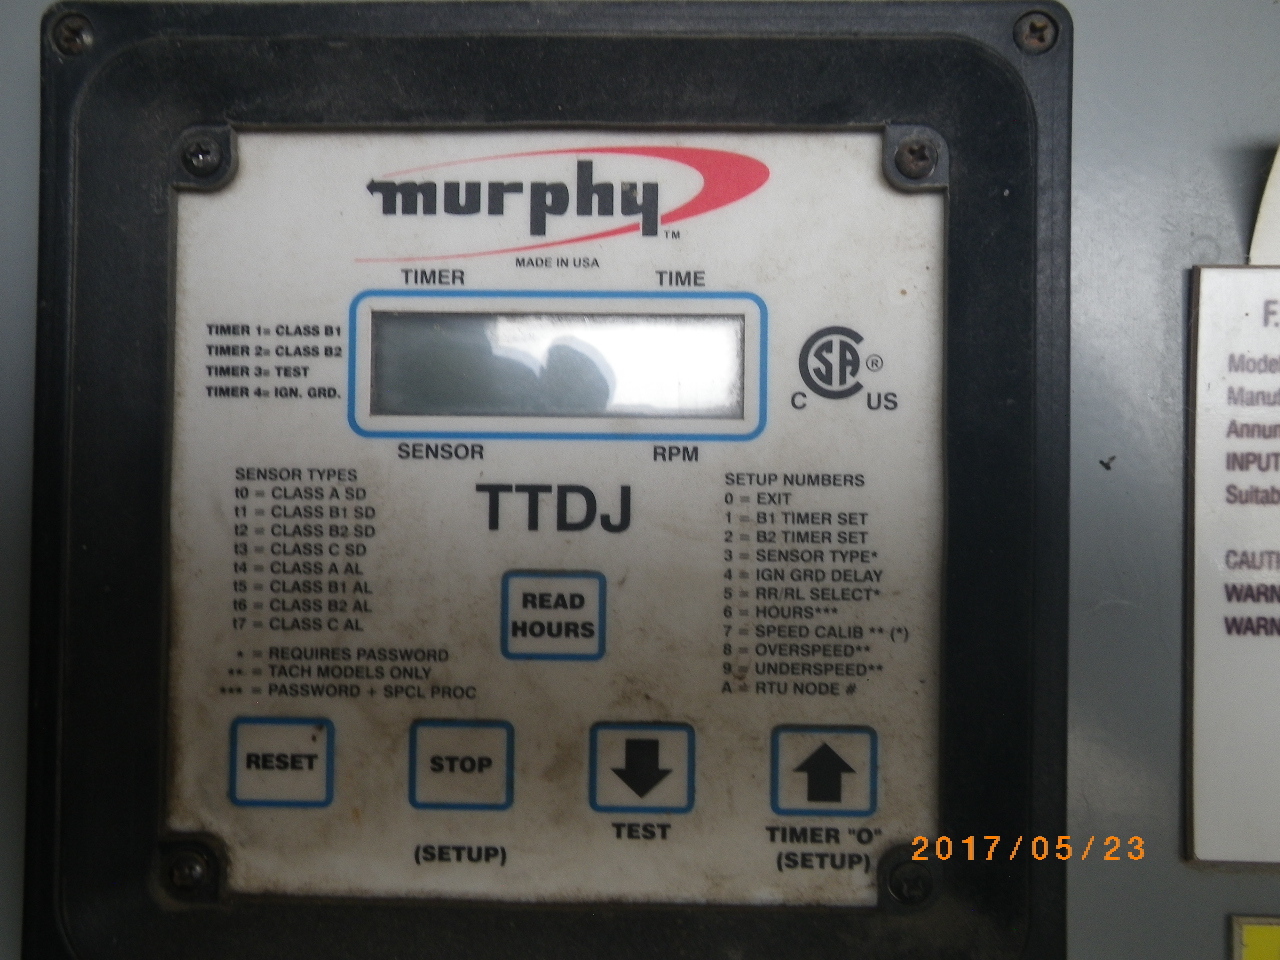 murphy
TM
MADE IN USA
TIMER TIME
TIMER 1= CLASS B1
TIMER 2= CLASS B2
TIMER 3= TEST
TIMER 4= IGN. GRD.
SA ®
C US
SENSOR RPM
SENSOR TYPES
t0 = CLASS A SD
t1 = CLASS B1 SD
t2 = CLASS B2 SD
t3 = CLASS C SD
t4 = CLASS A AL
t5 = CLASS B1 AL
t6 = CLASS B2 AL
t7 = CLASS C AL
* = REQUIRES PASSWORD
** = TACH MODELS ONLY
*** = PASSWORD + SPCL PROC
TTDJ
READ
HOURS
SETUP NUMBERS
0 = EXIT
1 = B1 TIMER SET
2 = B2 TIMER SET
3 = SENSOR TYPE*
4 = IGN GRD DELAY
5 = RR/RL SELECT*
6 = HOURS***
7 = SPEED CALIB ** (*)
8 = OVERSPEED**
9 = UNDERSPEED**
A = RTU NODE #
RESET
STOP
(SETUP)
TEST
TIMER "O"
(SETUP)
2017/05/23
F.
INPUT
WARN
WARN